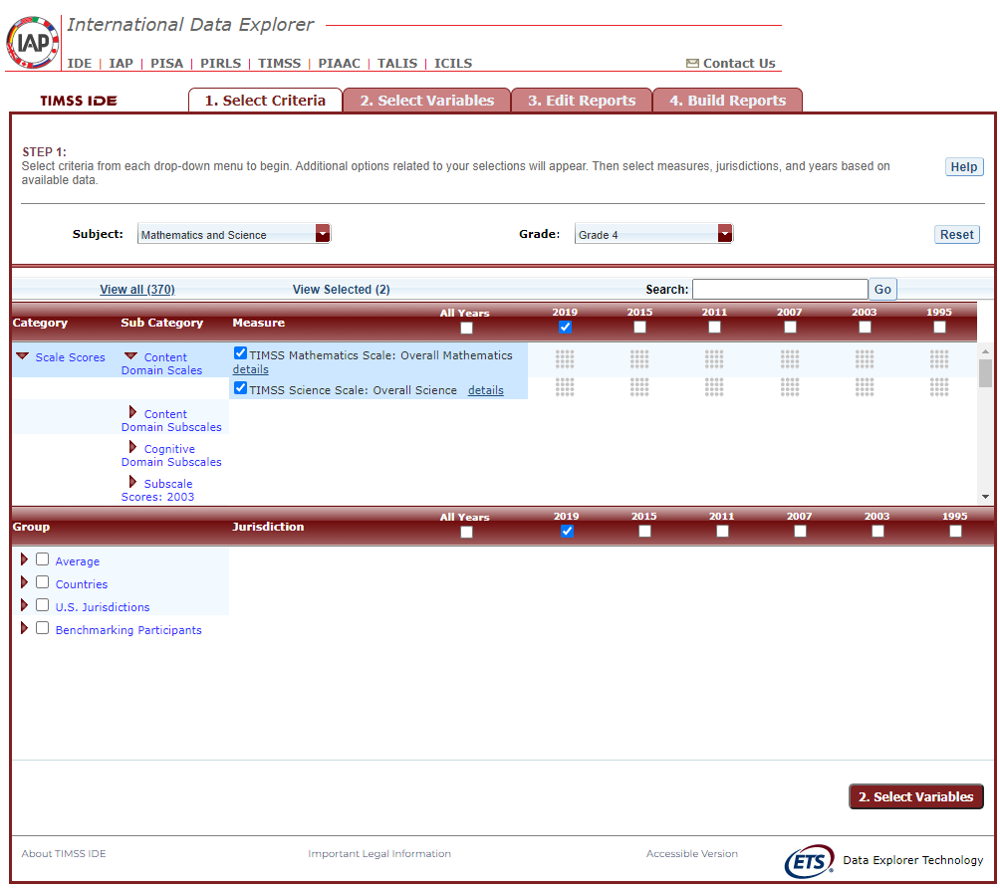 International Data Explorer
IAP
IDE | IAP | PISA | PIRLS | TIMSS | PIAAC | TALIS | ICILS
Contact Us
TIMSS IDE
1. Select Criteria
2. Select Variables
3. Edit Reports
4. Build Reports
STEP 1:
Select criteria from each drop-down menu to begin. Additional options related to your selections will appear. Then select measures, jurisdictions, and years based on
available data.
Help
Subject: Mathematics and Science
Grade: Grade 4
Reset
View all (370)
View Selected (2)
Search:
Go
Category Sub Category Measure All Years 2019 2015 2011 2007 2003 1995
Scale Scores
Content
Domain Scales
TIMSS Mathematics Scale: Overall Mathematics
details
TIMSS Science Scale: Overall Science details
Content
Domain Subscales
Cognitive
Domain Subscales
Subscale
Scores: 2003
Group Jurisdiction All Years 2019 2015 2011 2007 2003 1995
Average
Countries
U.S. Jurisdictions
Benchmarking Participants
2. Select Variables
About TIMSS IDE
Important Legal Information
Accessible Version
ETS®
Data Explorer Technology